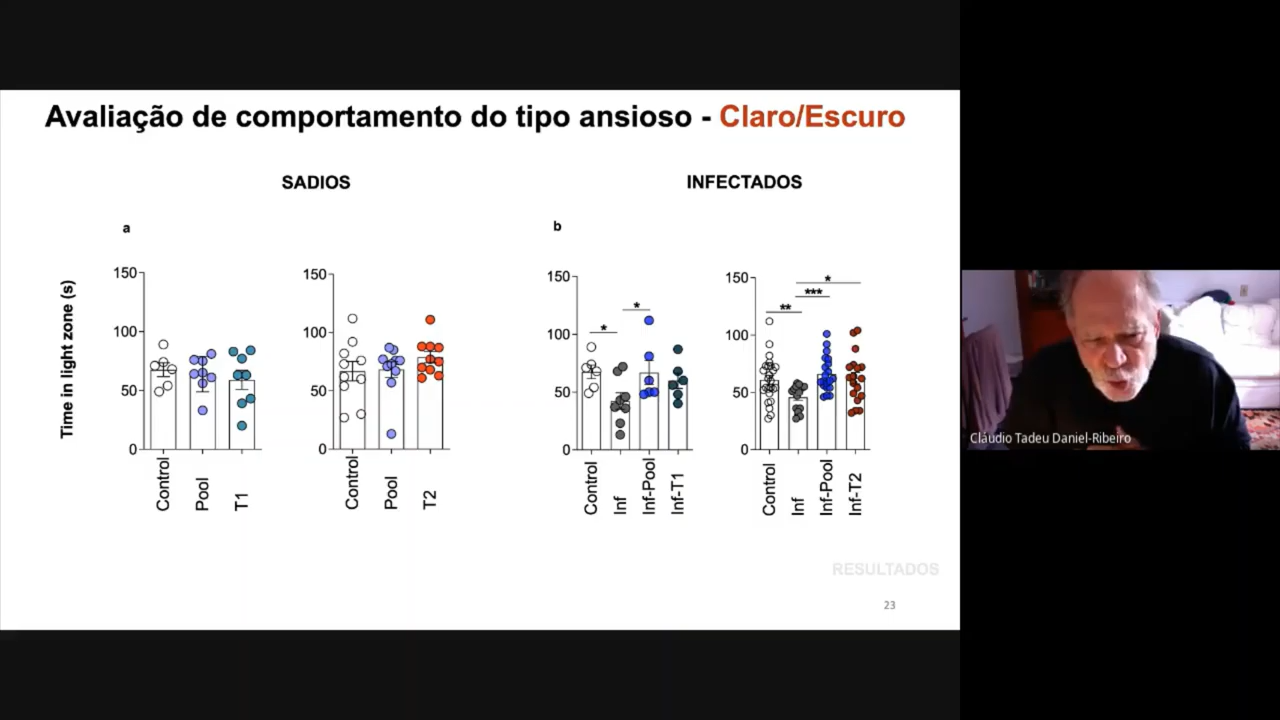 Avaliação de comportamento do tipo ansioso - Claro/Escuro
SADIOS
INFECTADOS
a
b
Time in light zone (s)
150
100
50
0
Control
Pool
T1
150
100
50
0
Control
Pool
T2
150
100
50
0
*
*
Control
Inf
Inf-Pool
Inf-T1
150
100
50
0
**
***
*
Control
Inf
Inf-Pool
Inf-T2
RESULTADOS
23
Cláudio Tadeu Daniel-Ribeiro